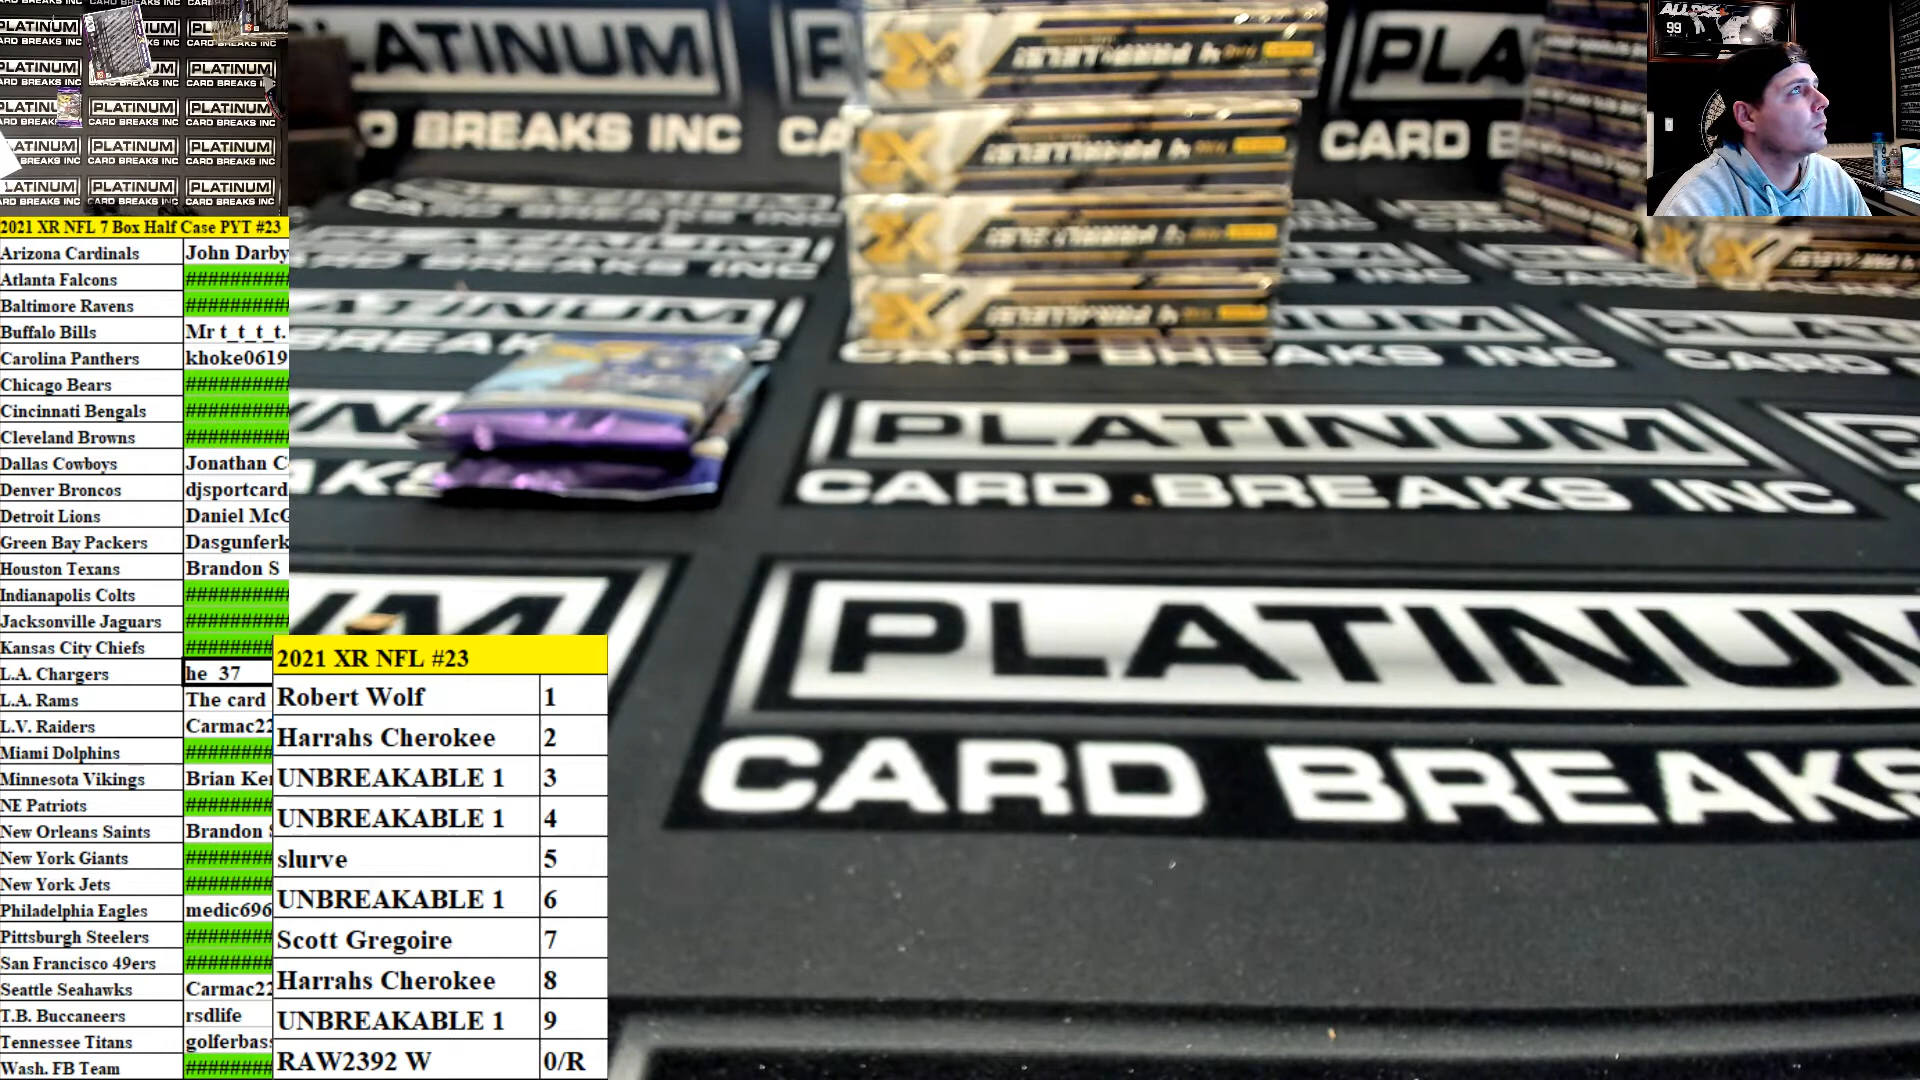 2021 XR NFL 7 Box Half Case PYT #23
Arizona Cardinals John Darby
Atlanta Falcons ##########
Baltimore Ravens ##########
Buffalo Bills Mr t_t_t_t.
Carolina Panthers khoke0619
Chicago Bears ##########
Cincinnati Bengals ##########
Cleveland Browns ##########
Dallas Cowboys Jonathan C
Denver Broncos djsportcard
Detroit Lions Daniel McG
Green Bay Packers Dasgunferk
Houston Texans Brandon S
Indianapolis Colts ##########
Jacksonville Jaguars ##########
Kansas City Chiefs #########
L.A. Chargers he_37
L.A. Rams The card
L.V. Raiders Carmac22
Miami Dolphins #########
Minnesota Vikings Brian Ke
NE Patriots #########
New Orleans Saints Brandon
New York Giants #########
New York Jets #########
Philadelphia Eagles medic696
Pittsburgh Steelers #########
San Francisco 49ers #########
Seattle Seahawks Carmac22
T.B. Buccaneers rsdlife
Tennessee Titans golferbas
Wash. FB Team #########
2021 XR NFL #23
Robert Wolf 1
Harrahs Cherokee 2
UNBREAKABLE 1 3
UNBREAKABLE 1 4
slurve 5
UNBREAKABLE 1 6
Scott Gregoire 7
Harrahs Cherokee 8
UNBREAKABLE 1 9
RAW2392 W 0/R
PLATINUM
CARD BREAKS INC
PLATINUM
CARD BREAKS
99